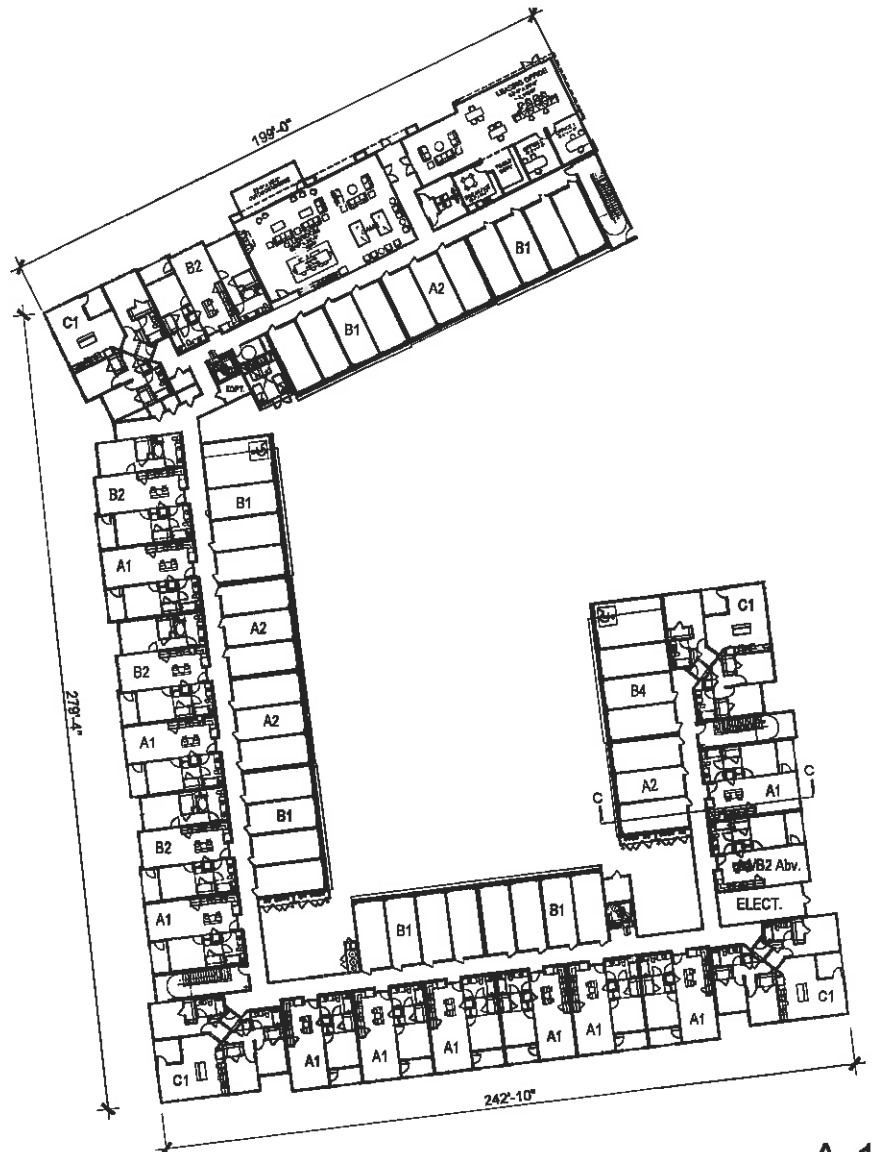 199'-0"
LEASING OFFICE
B1
B2
A2
C1
B1
EQPT.
B2
B1
A1
A2
C1
B2
B4
279'-4"
A2
A1
A2
C
A1
C
B1
B2
A1/B2 Abv.
A1
ELECT.
B1
B1
C1
A1
A1
A1
A1
A1
A1
C1
242'-10"